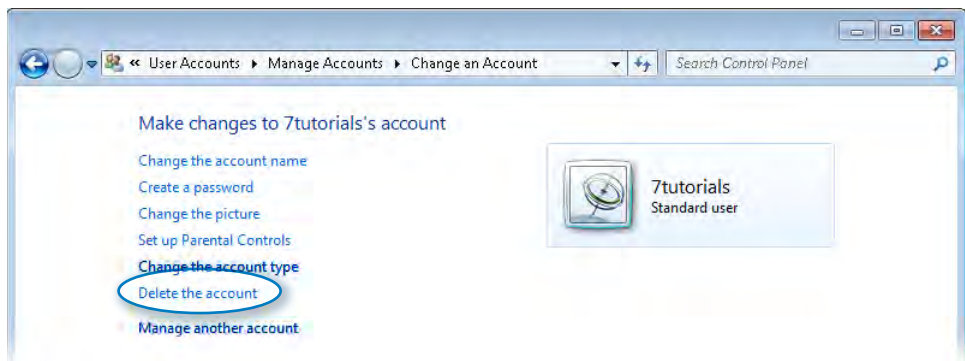 « User Accounts ▸ Manage Accounts ▸ Change an Account
Search Control Panel
Make changes to 7tutorials's account
Change the account name
Create a password
Change the picture
Set up Parental Controls
Change the account type
Delete the account
Manage another account
7tutorials
Standard user